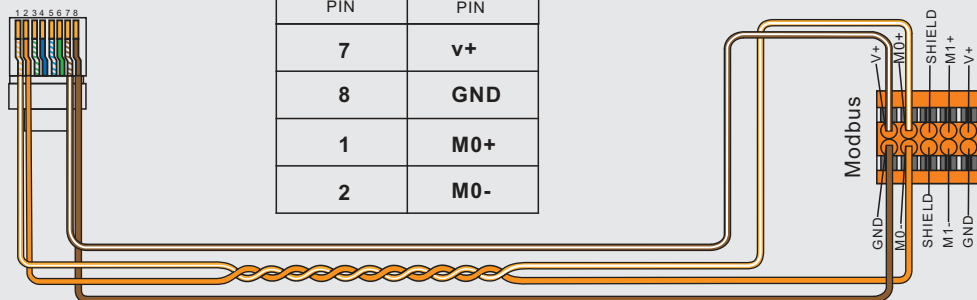 1 2 3 4 5 6 7 8
PIN PIN
7 v+
8 GND
1 M0+
2 M0-
Modbus
V+
M0+
SHIELD
M1+
V+
GND
M0-
SHIELD
M1-
GND